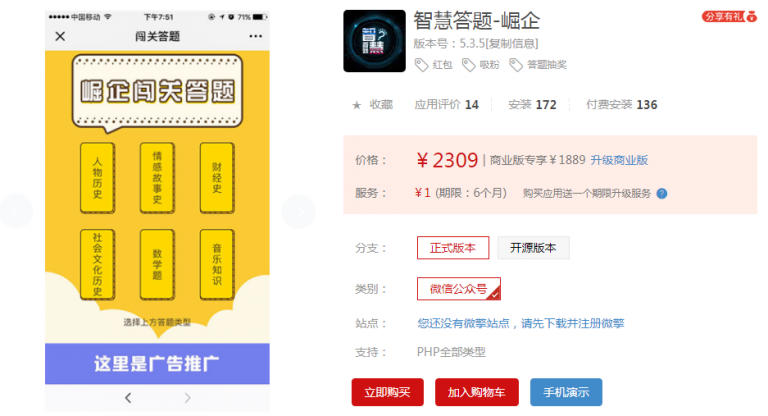 中国移动 下午7:51 71%
闯关答题
崛企闯关答题
人物历史
情感故事史
财经史
社会文化历史
数学题
音乐知识
选择上方答题类型
这里是广告推广
智慧答题-崛企
分享有礼
版本号：5.3.5[复制信息]
红包 吸粉 答题抽奖
收藏 应用评价 14 安装 172 付费安装 136
价格： ¥ 2309 | 商业版专享￥1889 升级商业版
服务： ¥ 1 (期限：6个月) 购买应用送一个期限升级服务 ?
分支： 正式版本 开源版本
类别： 微信公众号
站点： 您还没有微擎站点，请先下载并注册微擎
支持： PHP全部类型
立即购买 加入购物车 手机演示